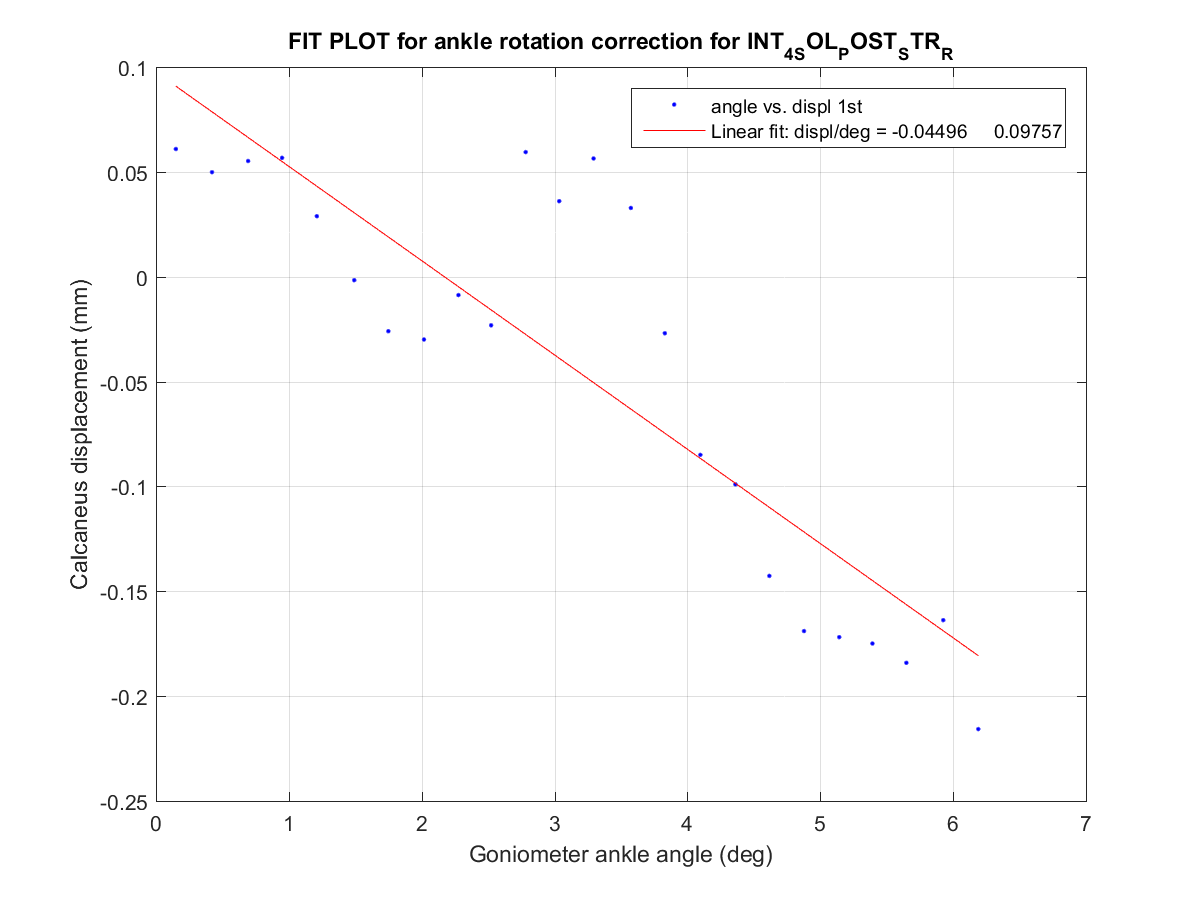 FIT PLOT for ankle rotation correction for INT4SOLPOSTSTRR
0.1
0.05
0
-0.05
-0.1
-0.15
-0.2
-0.25
angle vs. displ 1st
Linear fit: displ/deg = -0.04496 0.09757
Calcaneus displacement (mm)
0 1 2 3 4 5 6 7
Goniometer ankle angle (deg)